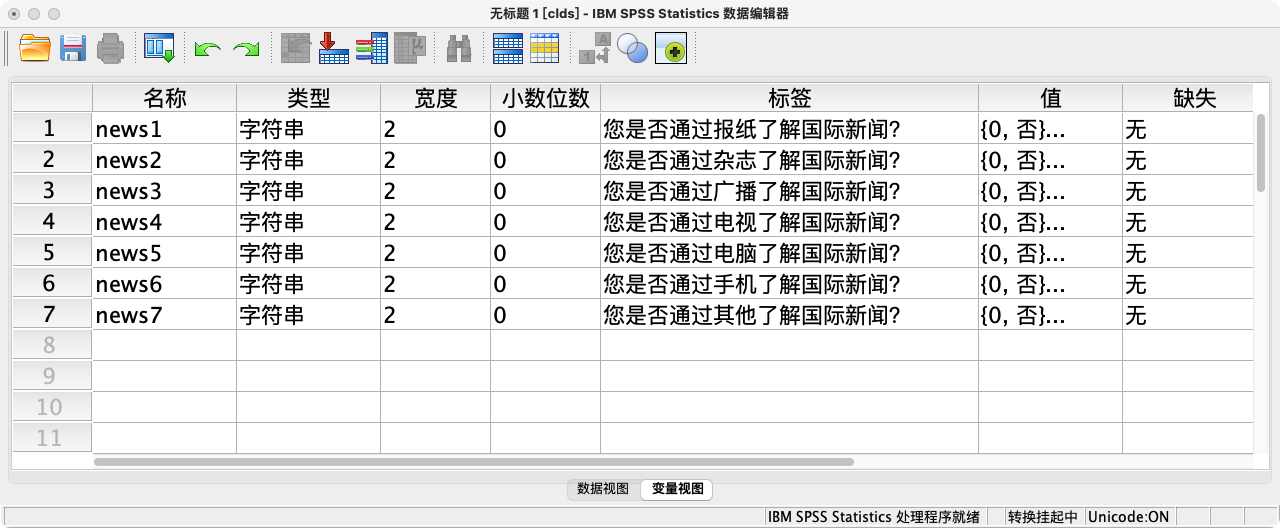 无标题 1 [clds] - IBM SPSS Statistics 数据编辑器
名称 类型 宽度 小数位数 标签 值 缺失
1 news1 字符串 2 0 您是否通过报纸了解国际新闻? {0, 否}... 无
2 news2 字符串 2 0 您是否通过杂志了解国际新闻? {0, 否}... 无
3 news3 字符串 2 0 您是否通过广播了解国际新闻? {0, 否}... 无
4 news4 字符串 2 0 您是否通过电视了解国际新闻? {0, 否}... 无
5 news5 字符串 2 0 您是否通过电脑了解国际新闻? {0, 否}... 无
6 news6 字符串 2 0 您是否通过手机了解国际新闻? {0, 否}... 无
7 news7 字符串 2 0 您是否通过其他了解国际新闻? {0, 否}... 无
8
9
10
11
数据视图 变量视图
IBM SPSS Statistics 处理程序就绪 转换挂起中 Unicode:ON